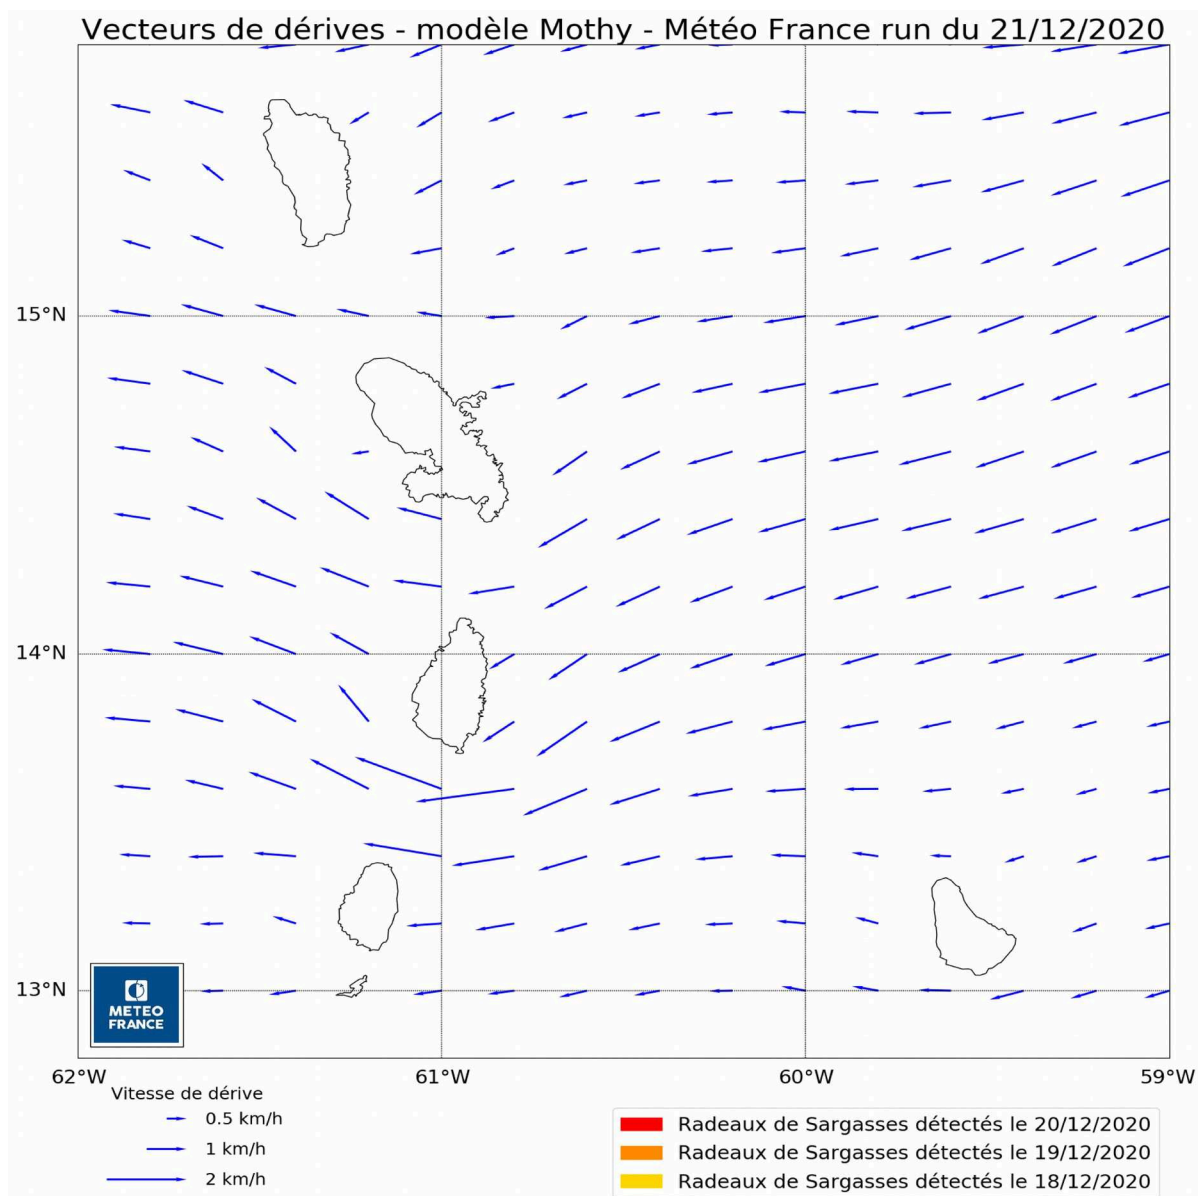 Vecteurs de dérives - modèle Mothy - Météo France run du 21/12/2020
15°N
14°N
13°N
METEO
FRANCE
62°W
61°W
60°W
59°W
Vitesse de dérive
0.5 km/h
1 km/h
2 km/h
Radeaux de Sargasses détectés le 20/12/2020
Radeaux de Sargasses détectés le 19/12/2020
Radeaux de Sargasses détectés le 18/12/2020